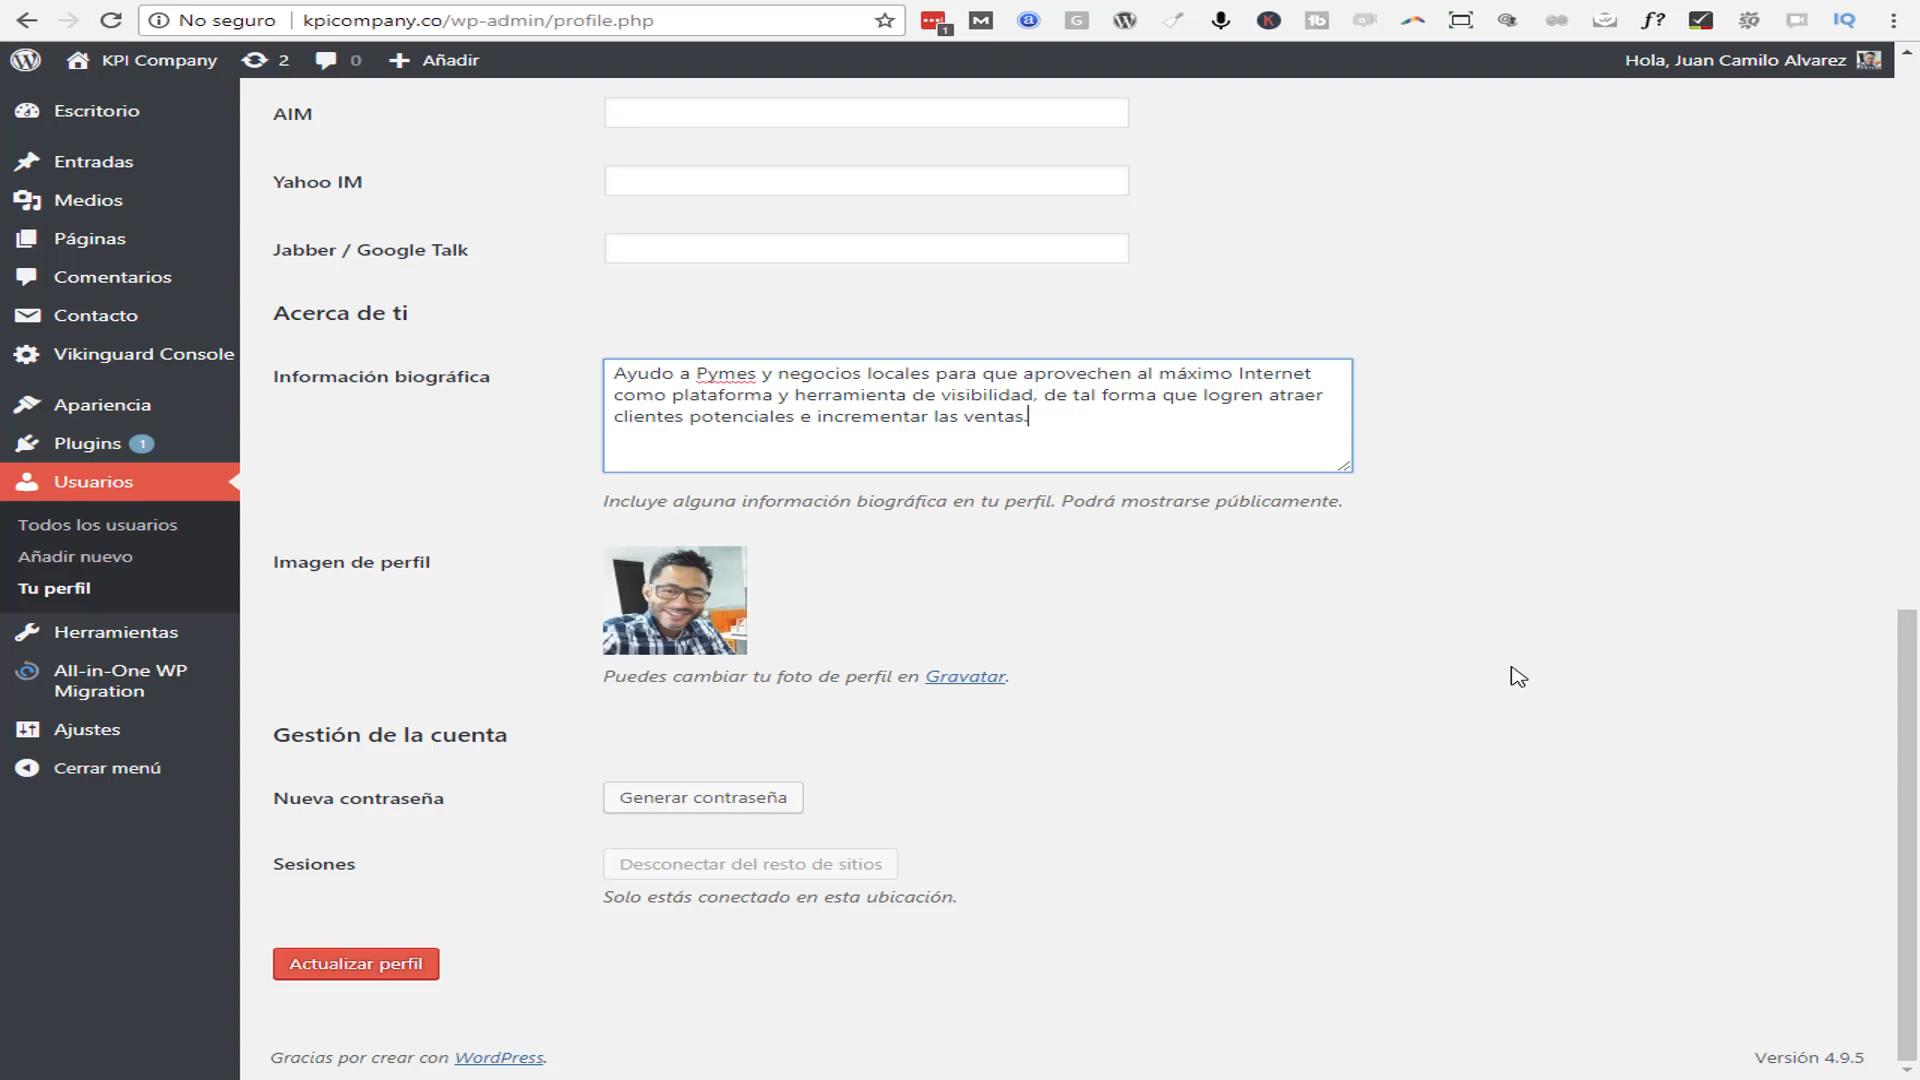 No seguro
kpicompany.co/wp-admin/profile.php
1
M
a
G
K
tb
f?
IQ
KPI Company
2
0
Añadir
Hola, Juan Camilo Alvarez
Escritorio
Entradas
Medios
Páginas
Comentarios
Contacto
Vikinguard Console
Apariencia
Plugins 1
Usuarios
Todos los usuarios
Añadir nuevo
Tu perfil
Herramientas
All-in-One WP
Migration
Ajustes
Cerrar menú
AIM
Yahoo IM
Jabber / Google Talk
Acerca de ti
Información biográfica
Ayudo a Pymes y negocios locales para que aprovechen al máximo Internet
como plataforma y herramienta de visibilidad, de tal forma que logren atraer
clientes potenciales e incrementar las ventas.
Incluye alguna información biográfica en tu perfil. Podrá mostrarse públicamente.
Imagen de perfil
Puedes cambiar tu foto de perfil en Gravatar.
Gestión de la cuenta
Nueva contraseña
Generar contraseña
Sesiones
Desconectar del resto de sitios
Solo estás conectado en esta ubicación.
Actualizar perfil
Gracias por crear con WordPress.
Versión 4.9.5